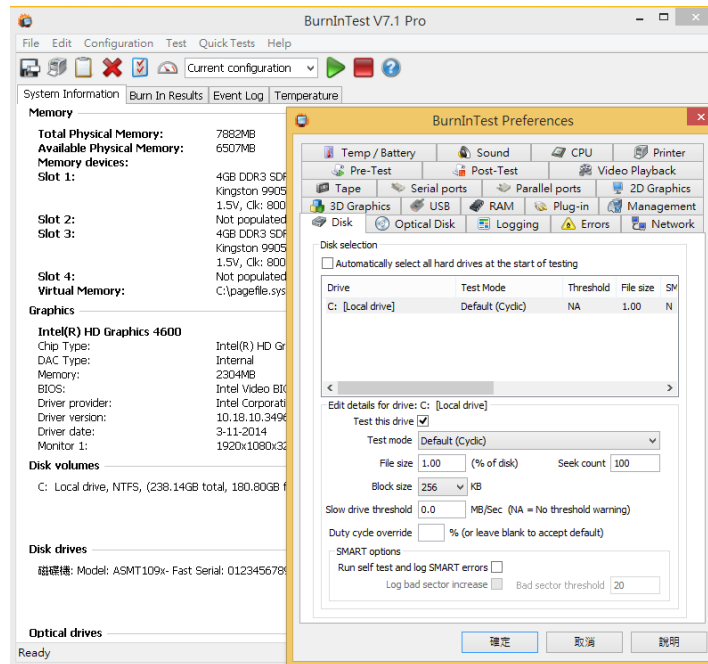 BurnInTest V7.1 Pro
File Edit Configuration Test Quick Tests Help
Current configuration
System Information Burn In Results Event Log Temperature
Memory
Total Physical Memory: 7882MB
Available Physical Memory: 6507MB
Memory devices:
Slot 1: 4GB DDR3 SDR
Kingston 9905
1.5V, Clk: 800
Slot 2: Not populated
Slot 3: 4GB DDR3 SDR
Kingston 9905
1.5V, Clk: 800
Slot 4: Not populated
Virtual Memory: C:\pagefile.sys
Graphics
Intel(R) HD Graphics 4600
Chip Type: Intel(R) HD Gr
DAC Type: Internal
Memory: 2304MB
BIOS: Intel Video BIO
Driver provider: Intel Corporati
Driver version: 10.18.10.3496
Driver date: 3-11-2014
Monitor 1: 1920x1080x32
Disk volumes
C: Local drive, NTFS, (238.14GB total, 180.80GB f
Disk drives
磁碟機: Model: ASMT109x- Fast Serial: 0123456789
Optical drives
Ready
BurnInTest Preferences
Temp / Battery Sound CPU Printer
Pre-Test Post-Test Video Playback
Tape Serial ports Parallel ports 2D Graphics
3D Graphics USB RAM Plug-in Management
Disk Optical Disk Logging Errors Network
Disk selection
Automatically select all hard drives at the start of testing
Drive Test Mode Threshold File size SM
C: [Local drive] Default (Cyclic) NA 1.00 N
Edit details for drive: C: [Local drive]
Test this drive
Test mode Default (Cyclic)
File size 1.00 (% of disk) Seek count 100
Block size 256 KB
Slow drive threshold 0.0 MB/Sec (NA = No threshold warning)
Duty cycle override % (or leave blank to accept default)
SMART options
Run self test and log SMART errors
Log bad sector increase Bad sector threshold 20
確定 取消 說明